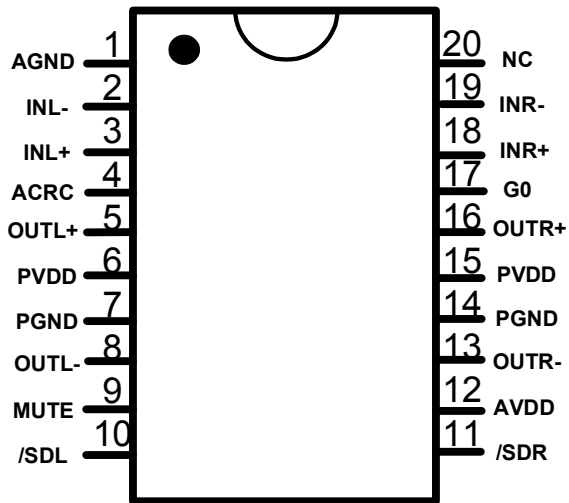 AGND 1 20 NC
INL- 2 19 INR-
INL+ 3 18 INR+
ACRC 4 17 G0
OUTL+ 5 16 OUTR+
PVDD 6 15 PVDD
PGND 7 14 PGND
OUTL- 8 13 OUTR-
MUTE 9 12 AVDD
/SDL 10 11 /SDR